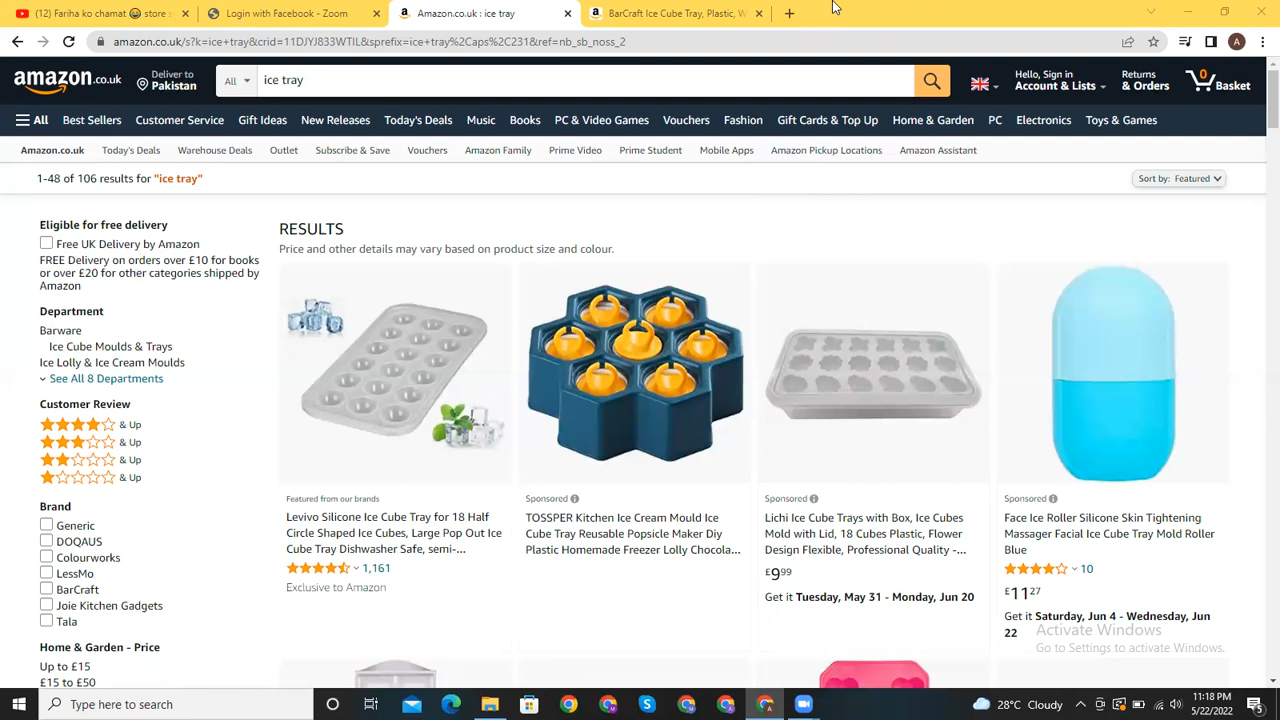 (12) Fariha ko chamat 😂 store s
Login with Facebook - Zoom
Amazon.co.uk : ice tray
BarCraft Ice Cube Tray, Plastic, W
amazon.co.uk/s?k=ice+tray&crid=11DJYJ833WTIL&sprefix=ice+tray%2Caps%2C231&ref=nb_sb_noss_2
A
amazon.co.uk
Deliver to
Pakistan
All
ice tray
Hello, Sign in
Account & Lists
Returns
& Orders
0
Basket
All
Best Sellers
Customer Service
Gift Ideas
New Releases
Today's Deals
Music
Books
PC & Video Games
Vouchers
Fashion
Gift Cards & Top Up
Home & Garden
PC
Electronics
Toys & Games
Amazon.co.uk
Today's Deals
Warehouse Deals
Outlet
Subscribe & Save
Vouchers
Amazon Family
Prime Video
Prime Student
Mobile Apps
Amazon Pickup Locations
Amazon Assistant
1-48 of 106 results for "ice tray"
Sort by: Featured
Eligible for free delivery
Free UK Delivery by Amazon
FREE Delivery on orders over £10 for books
or over £20 for other categories shipped by
Amazon
Department
Barware
Ice Cube Moulds & Trays
Ice Lolly & Ice Cream Moulds
See All 8 Departments
Customer Review
& Up
& Up
& Up
& Up
Brand
Generic
DOQAUS
Colourworks
LessMo
BarCraft
Joie Kitchen Gadgets
Tala
Home & Garden - Price
Up to £15
£15 to £50
RESULTS
Price and other details may vary based on product size and colour.
Featured from our brands
Levivo Silicone Ice Cube Tray for 18 Half
Circle Shaped Ice Cubes, Large Pop Out Ice
Cube Tray Dishwasher Safe, semi-...
1,161
Exclusive to Amazon
Sponsored
TOSSPER Kitchen Ice Cream Mould Ice
Cube Tray Reusable Popsicle Maker Diy
Plastic Homemade Freezer Lolly Chocola...
Sponsored
Lichi Ice Cube Trays with Box, Ice Cubes
Mold with Lid, 18 Cubes Plastic, Flower
Design Flexible, Professional Quality -...
£9.99
Get it Tuesday, May 31 - Monday, Jun 20
Sponsored
Face Ice Roller Silicone Skin Tightening
Massager Facial Ice Cube Tray Mold Roller
Blue
10
£11.27
Get it Saturday, Jun 4 - Wednesday, Jun
22
Activate Windows
Go to Settings to activate Windows.
Type here to search
28°C Cloudy
11:18 PM
5/22/2022
5